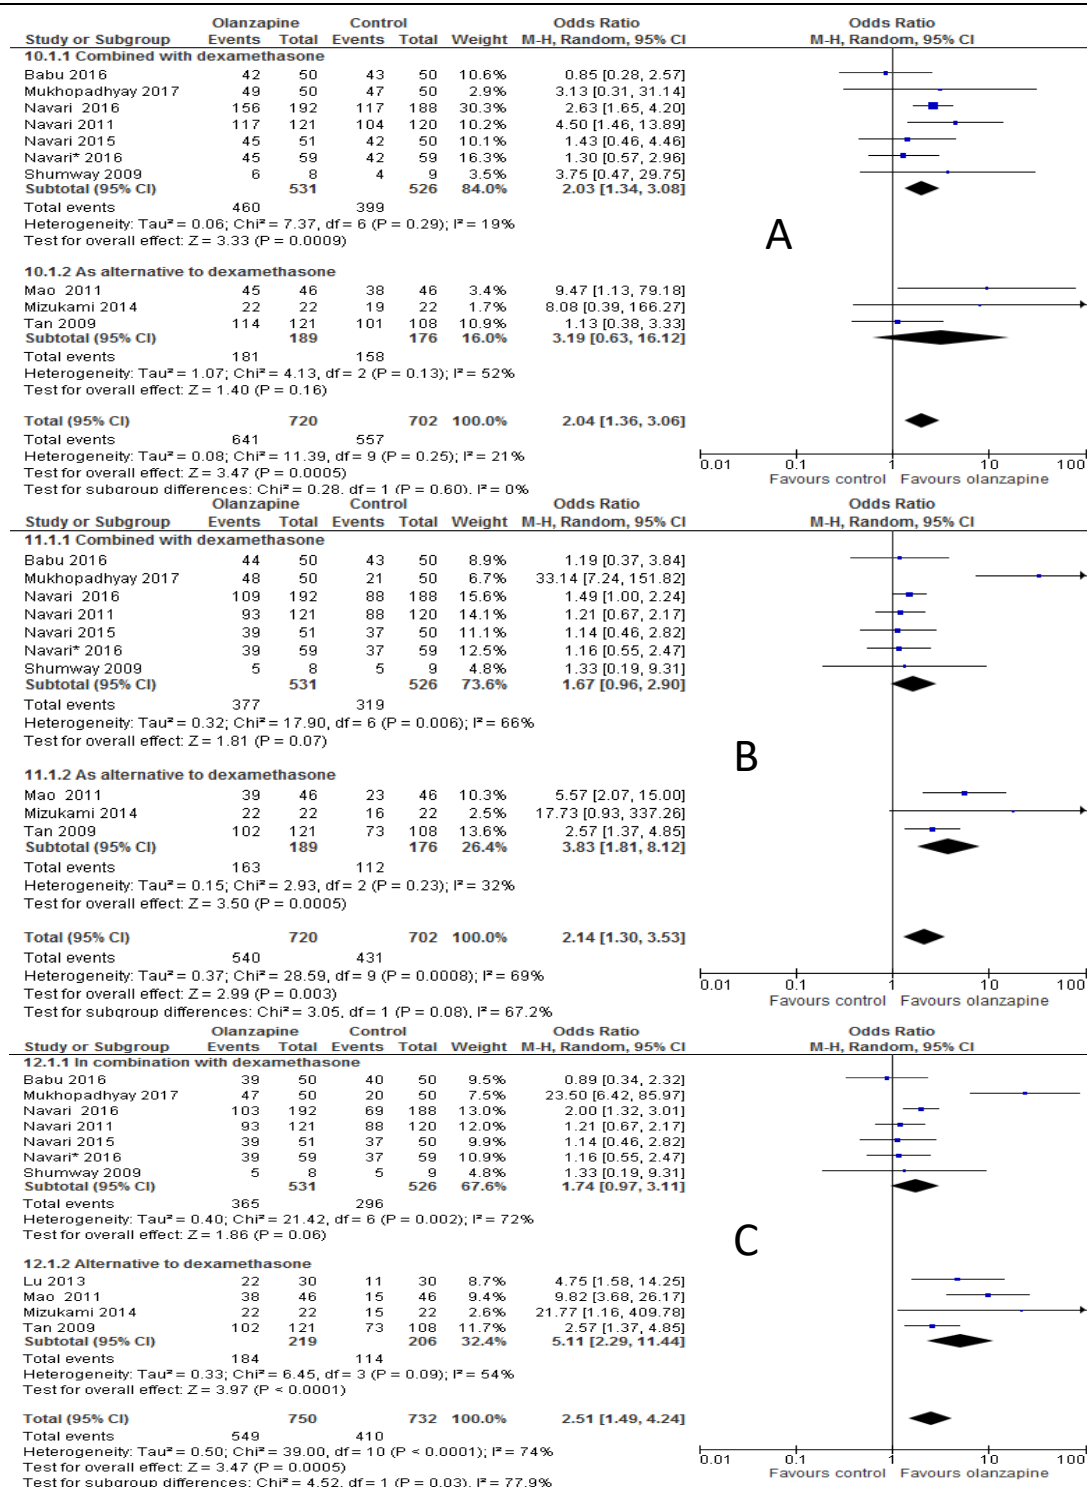 Olanzapine Control Odds Ratio Odds Ratio
Study or Subgroup Events Total Events Total Weight M-H, Random, 95% CI M-H, Random, 95% CI
10.1.1 Combined with dexamethasone
Babu 2016 42 50 43 50 10.6% 0.85 [0.28, 2.57]
Mukhopadhyay 2017 49 50 47 50 2.9% 3.13 [0.31, 31.14]
Navari 2016 156 192 117 188 30.3% 2.63 [1.65, 4.20]
Navari 2011 117 121 104 120 10.2% 4.50 [1.46, 13.89]
Navari 2015 45 51 42 50 10.1% 1.43 [0.46, 4.46]
Navari* 2016 45 59 42 59 16.3% 1.30 [0.57, 2.96]
Shumway 2009 6 8 4 9 3.5% 3.75 [0.47, 29.75]
Subtotal (95% CI) 531 526 84.0% 2.03 [1.34, 3.08]
Total events 460 399
Heterogeneity: Tau² = 0.06; Chi² = 7.37, df = 6 (P = 0.29); I² = 19%
Test for overall effect: Z = 3.33 (P = 0.0009)
A
10.1.2 As alternative to dexamethasone
Mao 2011 45 46 38 46 3.4% 9.47 [1.13, 79.18]
Mizukami 2014 22 22 19 22 1.7% 8.08 [0.39, 166.27]
Tan 2009 114 121 101 108 10.9% 1.13 [0.38, 3.33]
Subtotal (95% CI) 189 176 16.0% 3.19 [0.63, 16.12]
Total events 181 158
Heterogeneity: Tau² = 1.07; Chi² = 4.13, df = 2 (P = 0.13); I² = 52%
Test for overall effect: Z = 1.40 (P = 0.16)
Total (95% CI) 720 702 100.0% 2.04 [1.36, 3.06]
Total events 641 557
Heterogeneity: Tau² = 0.08; Chi² = 11.39, df = 9 (P = 0.25); I² = 21%
Test for overall effect: Z = 3.47 (P = 0.0005)
Test for subgroup differences: Chi² = 0.28, df = 1 (P = 0.60), I² = 0%
0.01 0.1 1 10 100
Favours control Favours olanzapine
Olanzapine Control Odds Ratio Odds Ratio
Study or Subgroup Events Total Events Total Weight M-H, Random, 95% CI M-H, Random, 95% CI
11.1.1 Combined with dexamethasone
Babu 2016 44 50 43 50 8.9% 1.19 [0.37, 3.84]
Mukhopadhyay 2017 48 50 21 50 6.7% 33.14 [7.24, 151.82]
Navari 2016 109 192 88 188 15.6% 1.49 [1.00, 2.24]
Navari 2011 93 121 88 120 14.1% 1.21 [0.67, 2.17]
Navari 2015 39 51 37 50 11.1% 1.14 [0.46, 2.82]
Navari* 2016 39 59 37 59 12.5% 1.16 [0.55, 2.47]
Shumway 2009 5 8 5 9 4.8% 1.33 [0.19, 9.31]
Subtotal (95% CI) 531 526 73.6% 1.67 [0.96, 2.90]
Total events 377 319
Heterogeneity: Tau² = 0.32; Chi² = 17.90, df = 6 (P = 0.006); I² = 66%
Test for overall effect: Z = 1.81 (P = 0.07)
B
11.1.2 As alternative to dexamethasone
Mao 2011 39 46 23 46 10.3% 5.57 [2.07, 15.00]
Mizukami 2014 22 22 16 22 2.5% 17.73 [0.93, 337.26]
Tan 2009 102 121 73 108 13.6% 2.57 [1.37, 4.85]
Subtotal (95% CI) 189 176 26.4% 3.83 [1.81, 8.12]
Total events 163 112
Heterogeneity: Tau² = 0.15; Chi² = 2.93, df = 2 (P = 0.23); I² = 32%
Test for overall effect: Z = 3.50 (P = 0.0005)
Total (95% CI) 720 702 100.0% 2.14 [1.30, 3.53]
Total events 540 431
Heterogeneity: Tau² = 0.37; Chi² = 28.59, df = 9 (P = 0.0008); I² = 69%
Test for overall effect: Z = 2.99 (P = 0.003)
Test for subgroup differences: Chi² = 3.05, df = 1 (P = 0.08), I² = 67.2%
0.01 0.1 1 10 100
Favours control Favours olanzapine
Olanzapine Control Odds Ratio Odds Ratio
Study or Subgroup Events Total Events Total Weight M-H, Random, 95% CI M-H, Random, 95% CI
12.1.1 In combination with dexamethasone
Babu 2016 39 50 40 50 9.5% 0.89 [0.34, 2.32]
Mukhopadhyay 2017 47 50 20 50 7.5% 23.50 [6.42, 85.97]
Navari 2016 103 192 69 188 13.0% 2.00 [1.32, 3.01]
Navari 2011 93 121 88 120 12.0% 1.21 [0.67, 2.17]
Navari 2015 39 51 37 50 9.9% 1.14 [0.46, 2.82]
Navari* 2016 39 59 37 59 10.9% 1.16 [0.55, 2.47]
Shumway 2009 5 8 5 9 4.8% 1.33 [0.19, 9.31]
Subtotal (95% CI) 531 526 67.6% 1.74 [0.97, 3.11]
Total events 365 296
Heterogeneity: Tau² = 0.40; Chi² = 21.42, df = 6 (P = 0.002); I² = 72%
Test for overall effect: Z = 1.86 (P = 0.06)
C
12.1.2 Alternative to dexamethasone
Lu 2013 22 30 11 30 8.7% 4.75 [1.58, 14.25]
Mao 2011 38 46 15 46 9.4% 9.82 [3.68, 26.17]
Mizukami 2014 22 22 15 22 2.6% 21.77 [1.16, 409.78]
Tan 2009 102 121 73 108 11.7% 2.57 [1.37, 4.85]
Subtotal (95% CI) 219 206 32.4% 5.11 [2.29, 11.44]
Total events 184 114
Heterogeneity: Tau² = 0.33; Chi² = 6.45, df = 3 (P = 0.09); I² = 54%
Test for overall effect: Z = 3.97 (P < 0.0001)
Total (95% CI) 750 732 100.0% 2.51 [1.49, 4.24]
Total events 549 410
Heterogeneity: Tau² = 0.50; Chi² = 39.00, df = 10 (P < 0.0001); I² = 74%
Test for overall effect: Z = 3.47 (P = 0.0005)
Test for subgroup differences: Chi² = 4.52, df = 1 (P = 0.03), I² = 77.9%
0.01 0.1 1 10 100
Favours control Favours olanzapine